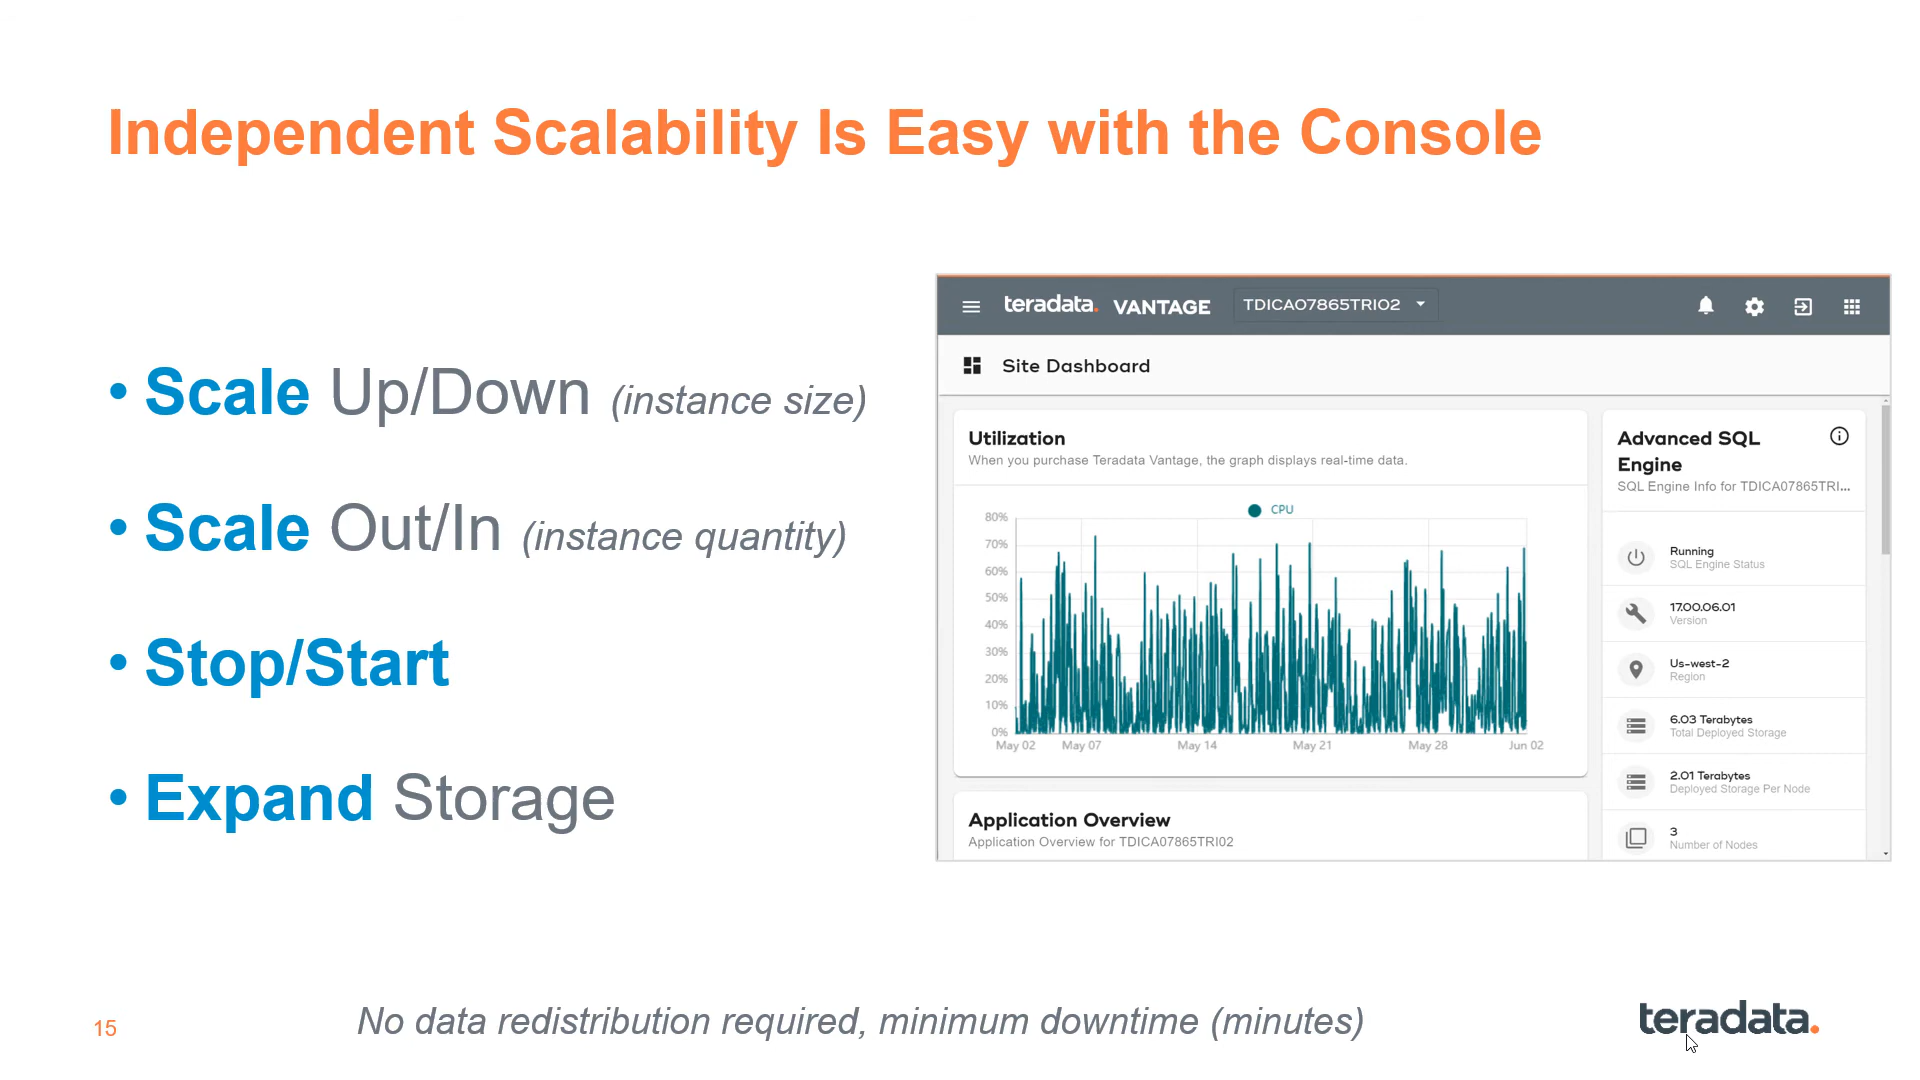 Independent Scalability Is Easy with the Console
• Scale Up/Down (instance size)
• Scale Out/In (instance quantity)
• Stop/Start
• Expand Storage
teradata. VANTAGE TDICA07865TRI02
Site Dashboard
Utilization
When you purchase Teradata Vantage, the graph displays real-time data.
CPU
80%
70%
60%
50%
40%
30%
20%
10%
0%
May 02 May 07 May 14 May 21 May 28 Jun 02
Application Overview
Application Overview for TDICA07865TRI02
Advanced SQL
Engine
SQL Engine Info for TDICA07865TRI...
Running
SQL Engine Status
17.00.06.01
Version
Us-west-2
Region
6.03 Terabytes
Total Deployed Storage
2.01 Terabytes
Deployed Storage Per Node
3
Number of Nodes
15
No data redistribution required, minimum downtime (minutes)
teradata.